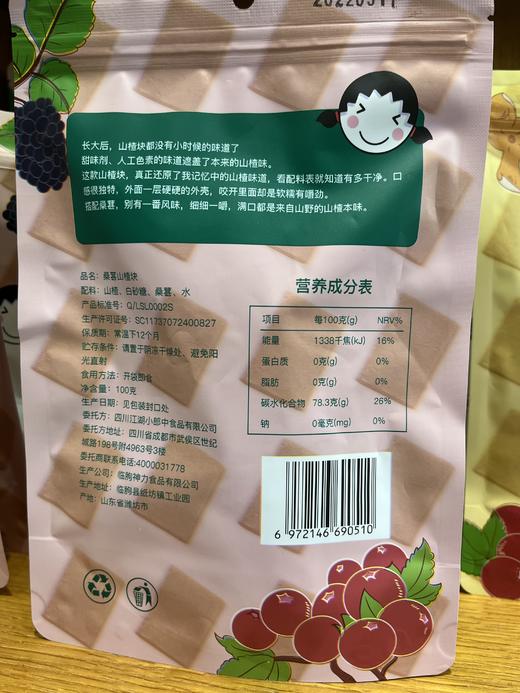 长大后，山楂块都没有小时候的味道了
甜味剂、人工色素的味道遮盖了本来的山楂味。
这款山楂块，真正还原了我记忆中的山楂味道，看配料表就知道有多干净。口
感很独特，外面一层硬硬的外壳，咬开里面却是软糯有嚼劲。
搭配桑葚，别有一番风味，细细一嚼，满口都是来自山野的山楂本味。
品名：桑葚山楂块
配料：山楂、白砂糖、桑葚、水
产品标准号：Q/LSL0002S
生产许可证号：SC11737072400827
保质期：常温下12个月
贮存条件：请置于阴凉干燥处、避免阳
光直射
食用方法：开袋即食
净含量：100克
生产日期：见包装封口处
委托方：四川江湖小郎中食品有限公司
委托方地址：四川省成都市武侯区世纪
城路198号附4963号3楼
委托商联系电话:4000031778
生产厂家：临朐神力食品有限公司
生产地址：临朐县纸坊镇工业园
产地：山东省潍坊市
营养成分表
项目 每100克(g) NRV%
能量 1338千焦(kJ) 16%
蛋白质 0克(g) 0%
脂肪 0克(g) 0%
碳水化合物 78.3克(g) 26%
钠 0毫克(mg) 0%
6 972146 690510